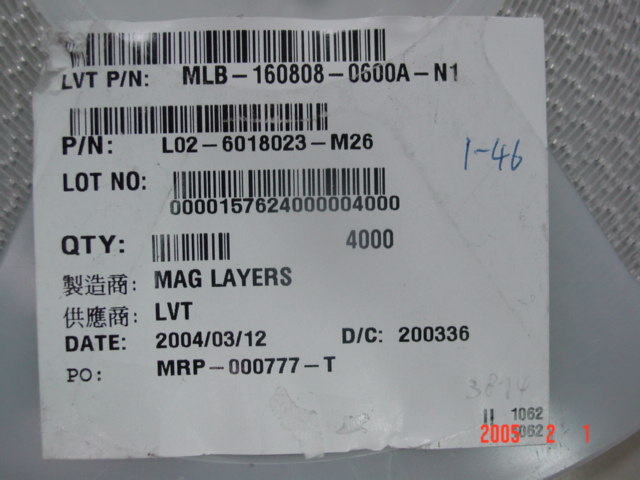 LVT P/N: MLB-160808-0600A-N1
P/N: L02-6018023-M26
1-46
LOT NO:
0000157624000004000
QTY: 4000
製造商: MAG LAYERS
供應商: LVT
DATE: 2004/03/12 D/C: 200336
PO: MRP-000777-T
1062
2005 2 1